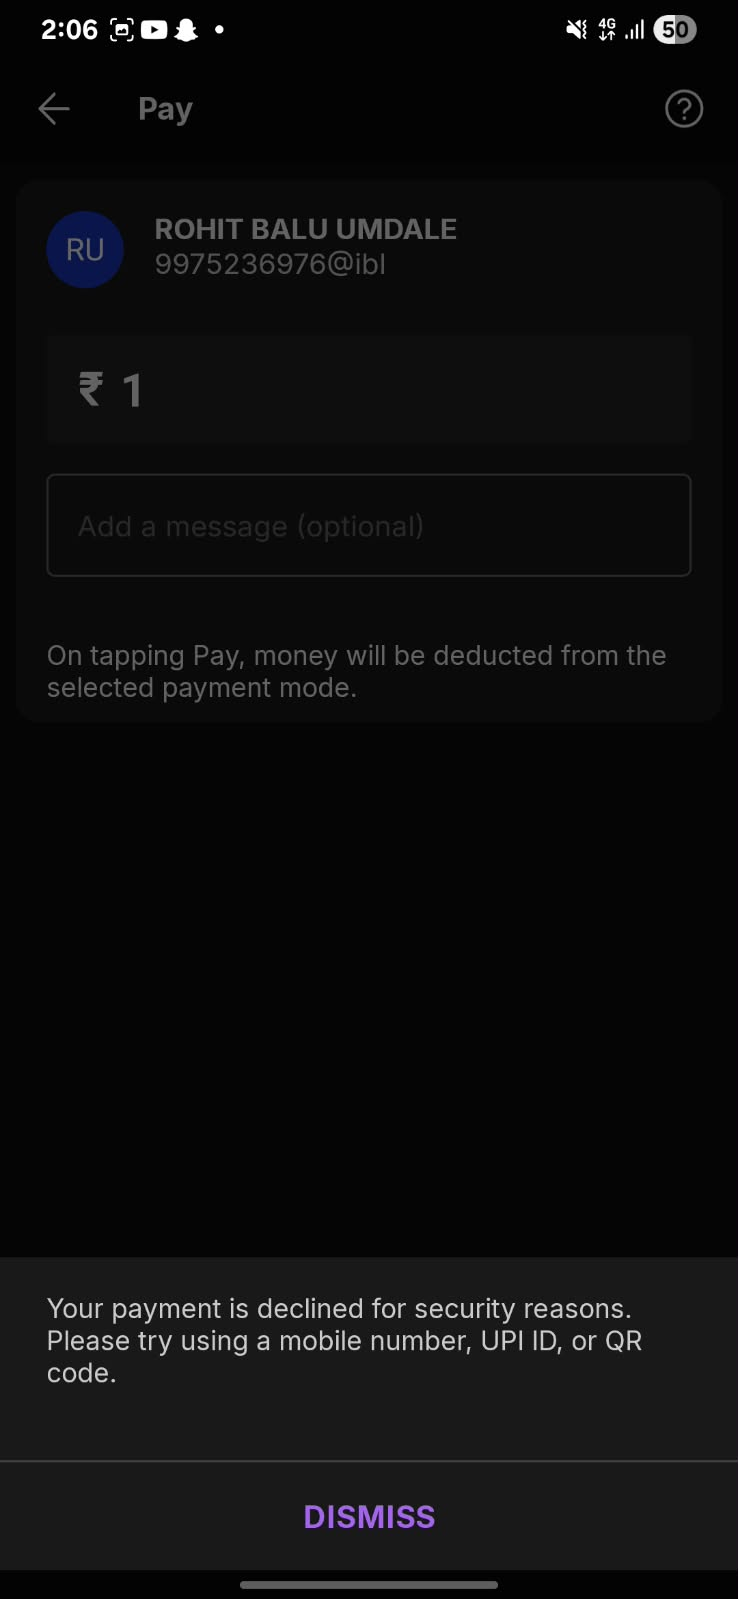 2:06
4G
50
Pay
?
RU
ROHIT BALU UMDALE
9975236976@ibl
₹ 1
Add a message (optional)
On tapping Pay, money will be deducted from the
selected payment mode.
Your payment is declined for security reasons.
Please try using a mobile number, UPI ID, or QR
code.
DISMISS